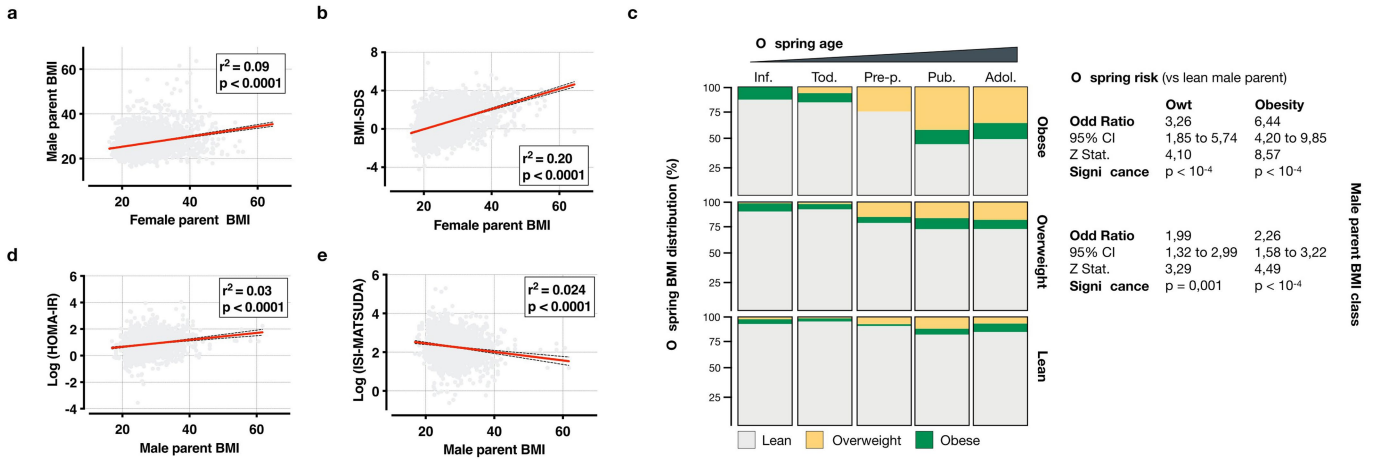 a
Male parent BMI
60
40
20
r² = 0.09
p < 0.0001
20
40
60
Female parent BMI
b
BMI-SDS
8
4
0
-4
r² = 0.20
p < 0.0001
20
40
60
Female parent BMI
c
O spring age
Inf. Tod. Pre-p. Pub. Adol.
O spring BMI distribution (%)
100
75
50
25
Obese
100
75
50
25
Overweight
100
75
50
25
Lean
Lean Overweight Obese
O spring risk (vs lean male parent)
Owt Obesity
Odd Ratio 3,26 6,44
95% CI 1,85 to 5,74 4,20 to 9,85
Z Stat. 4,10 8,57
Signi cance p < 10⁻⁴ p < 10⁻⁴
Odd Ratio 1,99 2,26
95% CI 1,32 to 2,99 1,58 to 3,22
Z Stat. 3,29 4,49
Signi cance p = 0,001 p < 10⁻⁴
Male parent BMI class
d
Log (HOMA-IR)
6
4
2
0
-2
-4
r² = 0.03
p < 0.0001
20
40
60
Male parent BMI
e
Log (ISI-MATSUDA)
6
4
2
0
r² = 0.024
p < 0.0001
20
40
60
Male parent BMI